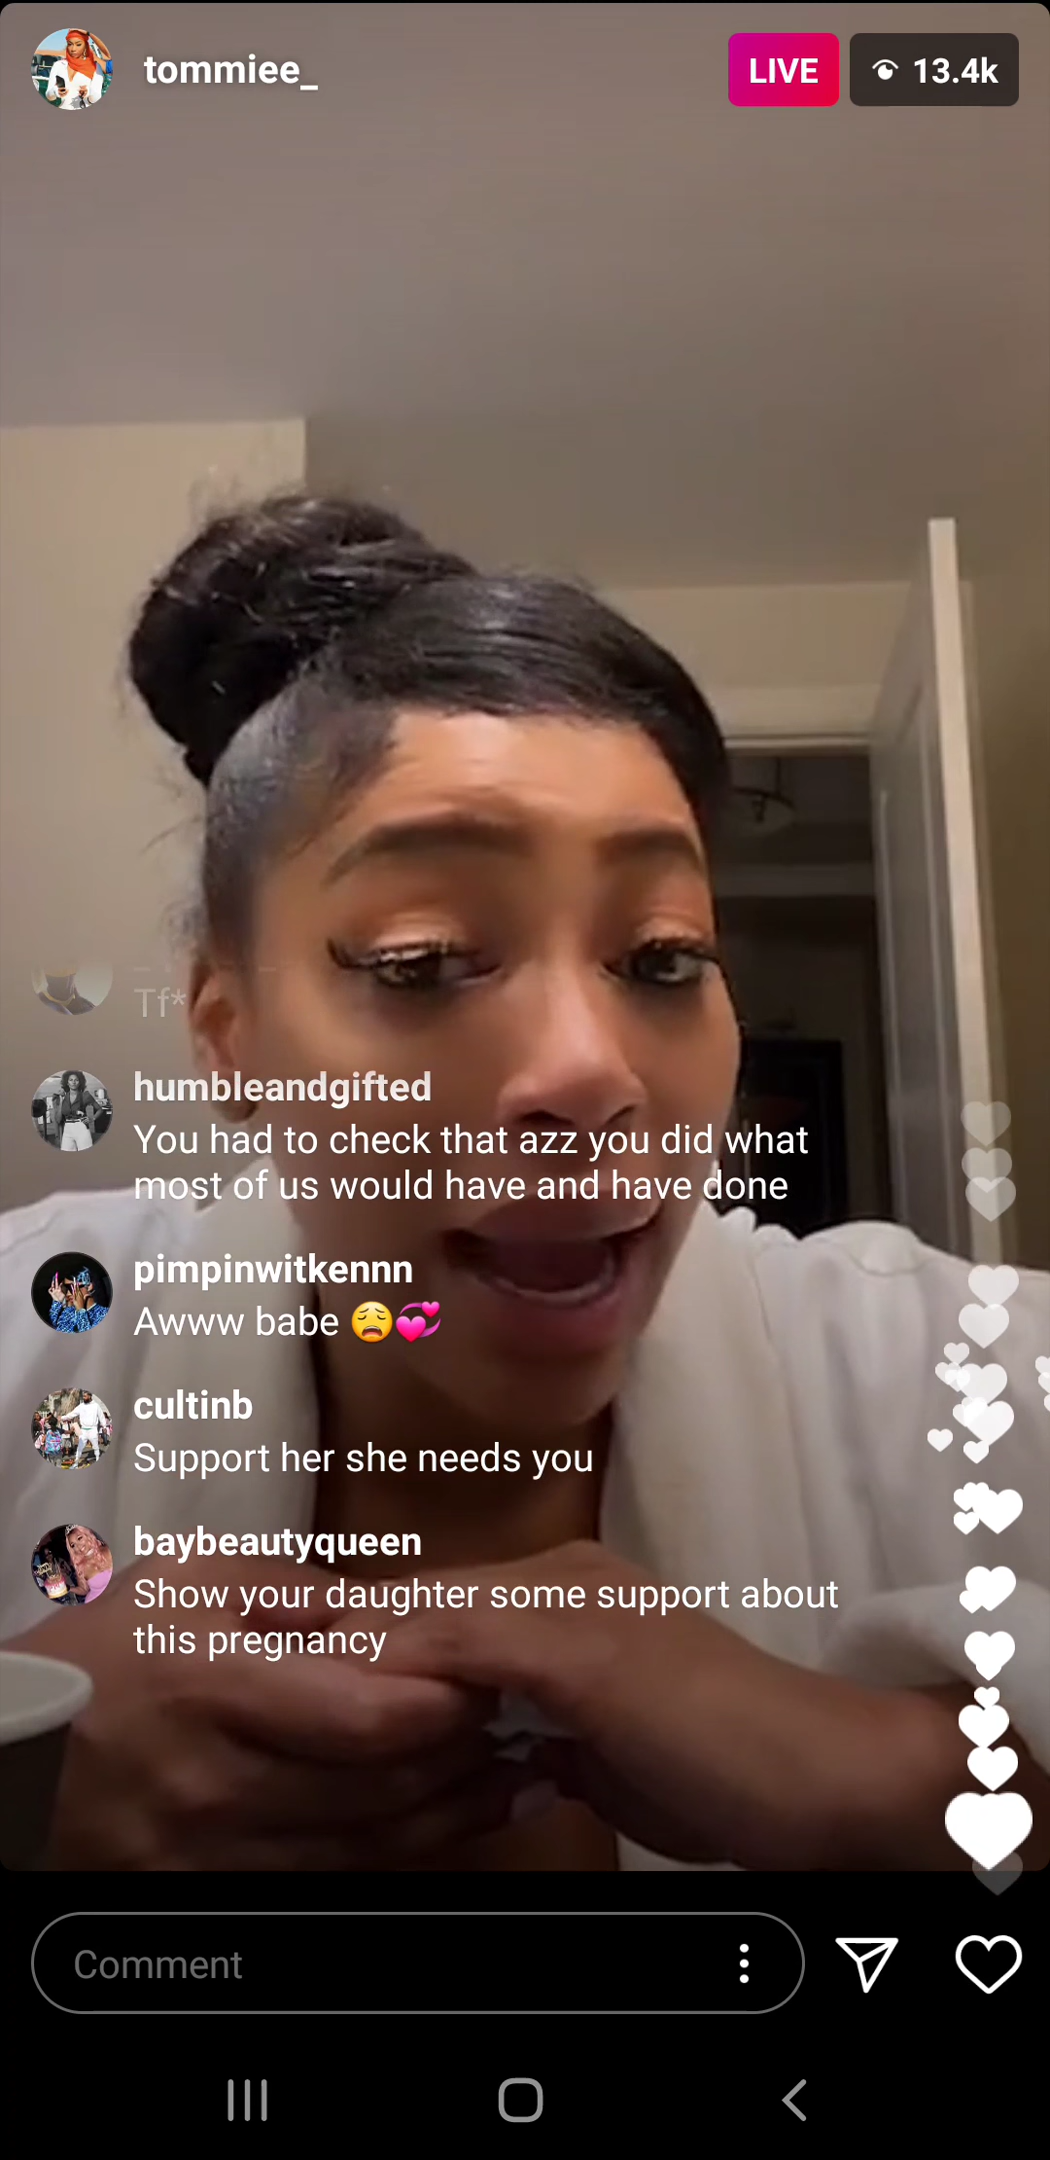 tommiee_
LIVE
13.4k
Tf*
humbleandgifted
You had to check that azz you did what
most of us would have and have done
pimpinwitkennn
Awww babe 😩💞
cultinb
Support her she needs you
baybeautyqueen
Show your daughter some support about
this pregnancy
Comment